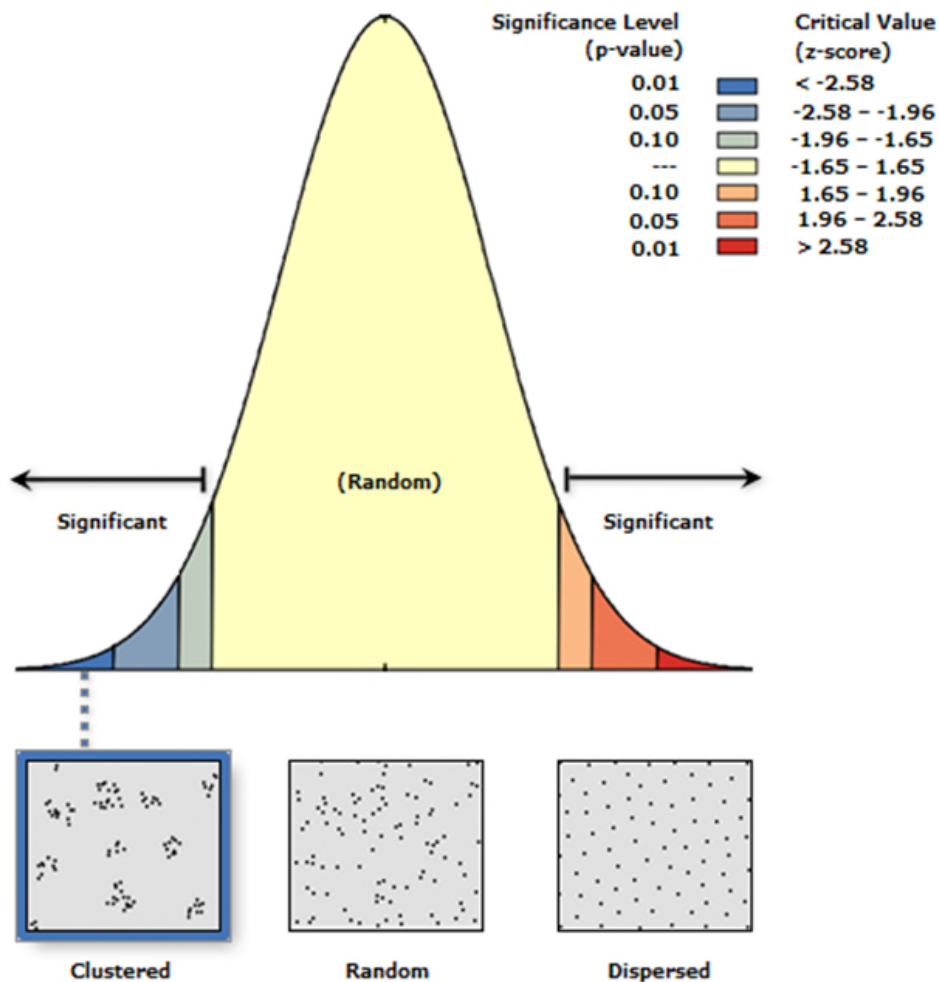 Significance Level
(p-value)
Critical Value
(z-score)
0.01 < -2.58
0.05 -2.58 – -1.96
0.10 -1.96 – -1.65
--- -1.65 – 1.65
0.10 1.65 – 1.96
0.05 1.96 – 2.58
0.01 > 2.58
(Random)
Significant
Significant
Clustered
Random
Dispersed